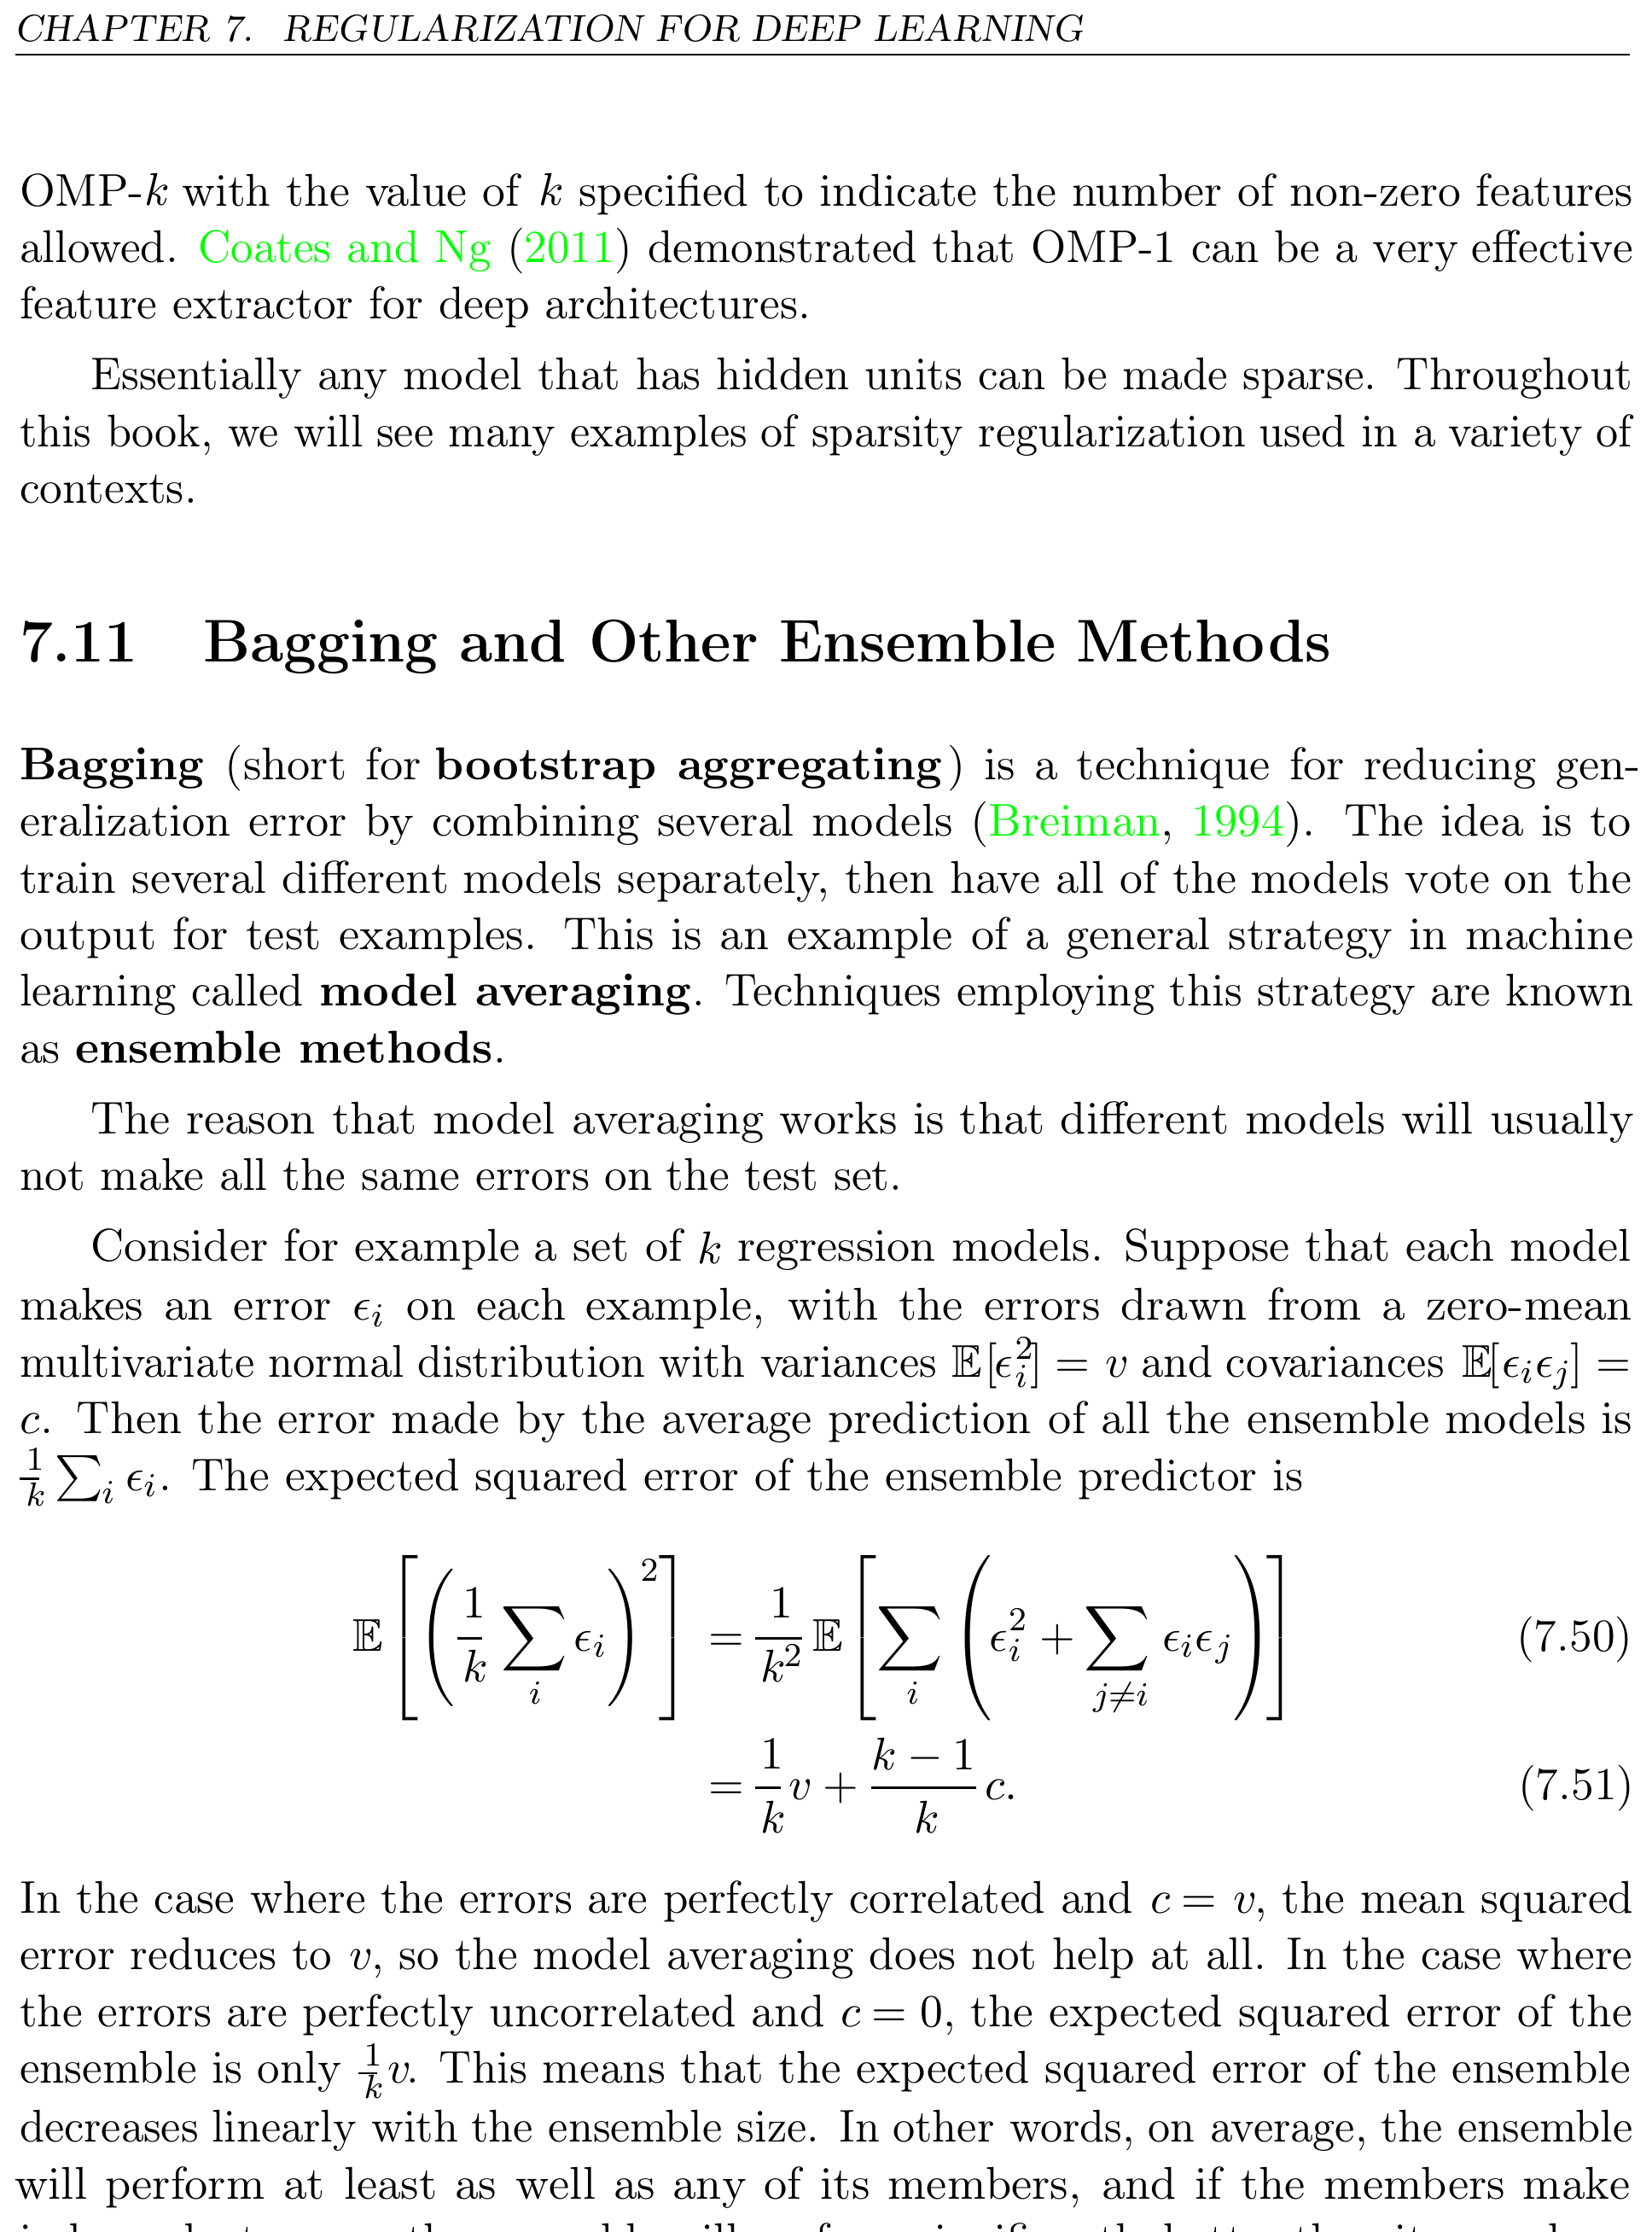 CHAPTER 7. REGULARIZATION FOR DEEP LEARNING
OMP-k with the value of k specified to indicate the number of non-zero features
allowed. Coates and Ng (2011) demonstrated that OMP-1 can be a very effective
feature extractor for deep architectures.
Essentially any model that has hidden units can be made sparse. Throughout
this book, we will see many examples of sparsity regularization used in a variety of
contexts.
7.11 Bagging and Other Ensemble Methods
Bagging (short for bootstrap aggregating) is a technique for reducing gen-
eralization error by combining several models (Breiman, 1994). The idea is to
train several different models separately, then have all of the models vote on the
output for test examples. This is an example of a general strategy in machine
learning called model averaging. Techniques employing this strategy are known
as ensemble methods.
The reason that model averaging works is that different models will usually
not make all the same errors on the test set.
Consider for example a set of k regression models. Suppose that each model
makes an error ϵ_i on each example, with the errors drawn from a zero-mean
multivariate normal distribution with variances 𝔼[ϵ_i^2] = v and covariances 𝔼[ϵ_iϵ_j] =
c. Then the error made by the average prediction of all the ensemble models is
1/k ∑_i ϵ_i. The expected squared error of the ensemble predictor is
𝔼[(1/k ∑_i ϵ_i)^2] = 1/k^2 𝔼[∑_i (ϵ_i^2 + ∑_{j≠i} ϵ_iϵ_j)] (7.50)
= 1/k v + (k − 1)/k c. (7.51)
In the case where the errors are perfectly correlated and c = v, the mean squared
error reduces to v, so the model averaging does not help at all. In the case where
the errors are perfectly uncorrelated and c = 0, the expected squared error of the
ensemble is only 1/k v. This means that the expected squared error of the ensemble
decreases linearly with the ensemble size. In other words, on average, the ensemble
will perform at least as well as any of its members, and if the members make